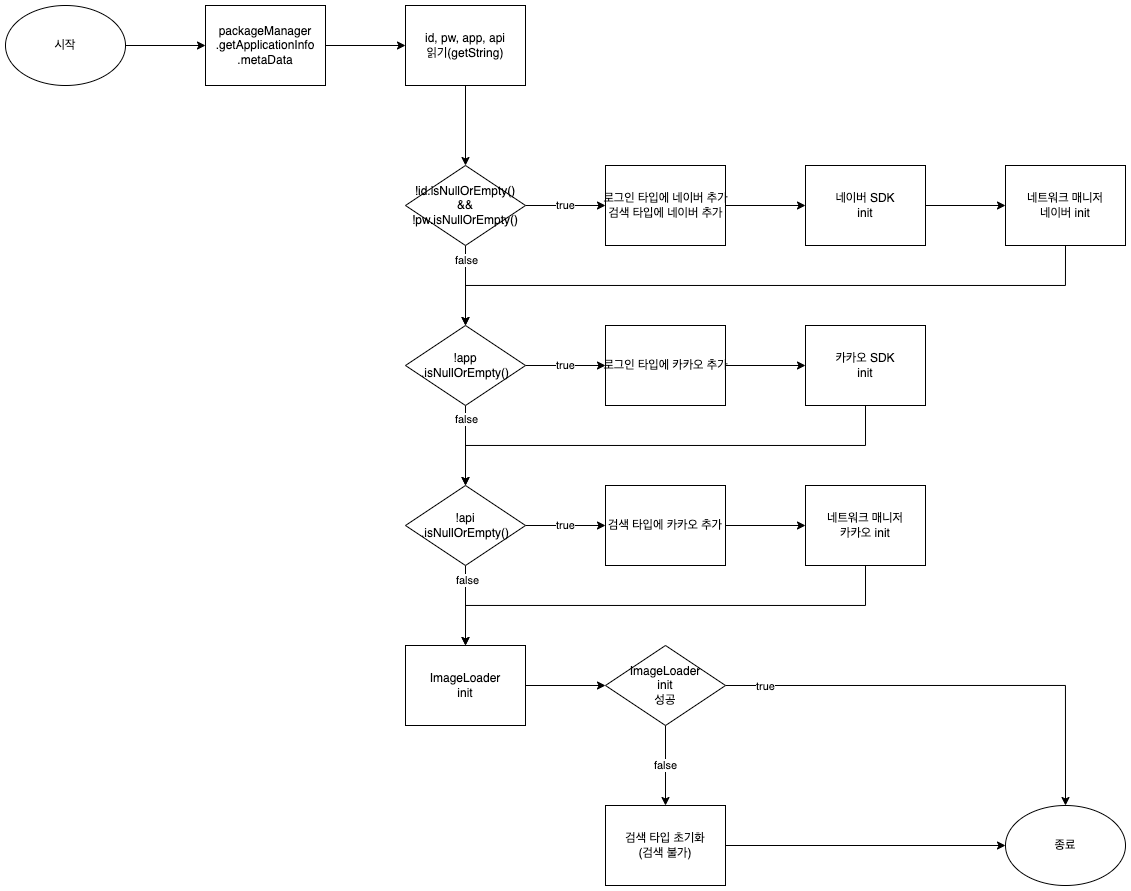 시작
packageManager
.getApplicationInfo
.metaData
id, pw, app, api
읽기(getString)
!id.isNullOrEmpty()
&&
!pw.isNullOrEmpty()
true
로그인 타입에 네이버 추가
검색 타입에 네이버 추가
네이버 SDK
init
네트워크 매니저
네이버 init
false
!app
.isNullOrEmpty()
true
로그인 타입에 카카오 추가
카카오 SDK
init
false
!api
.isNullOrEmpty()
true
검색 타입에 카카오 추가
네트워크 매니저
카카오 init
false
ImageLoader
init
ImageLoader
init
성공
true
false
검색 타입 초기화
(검색 불가)
종료